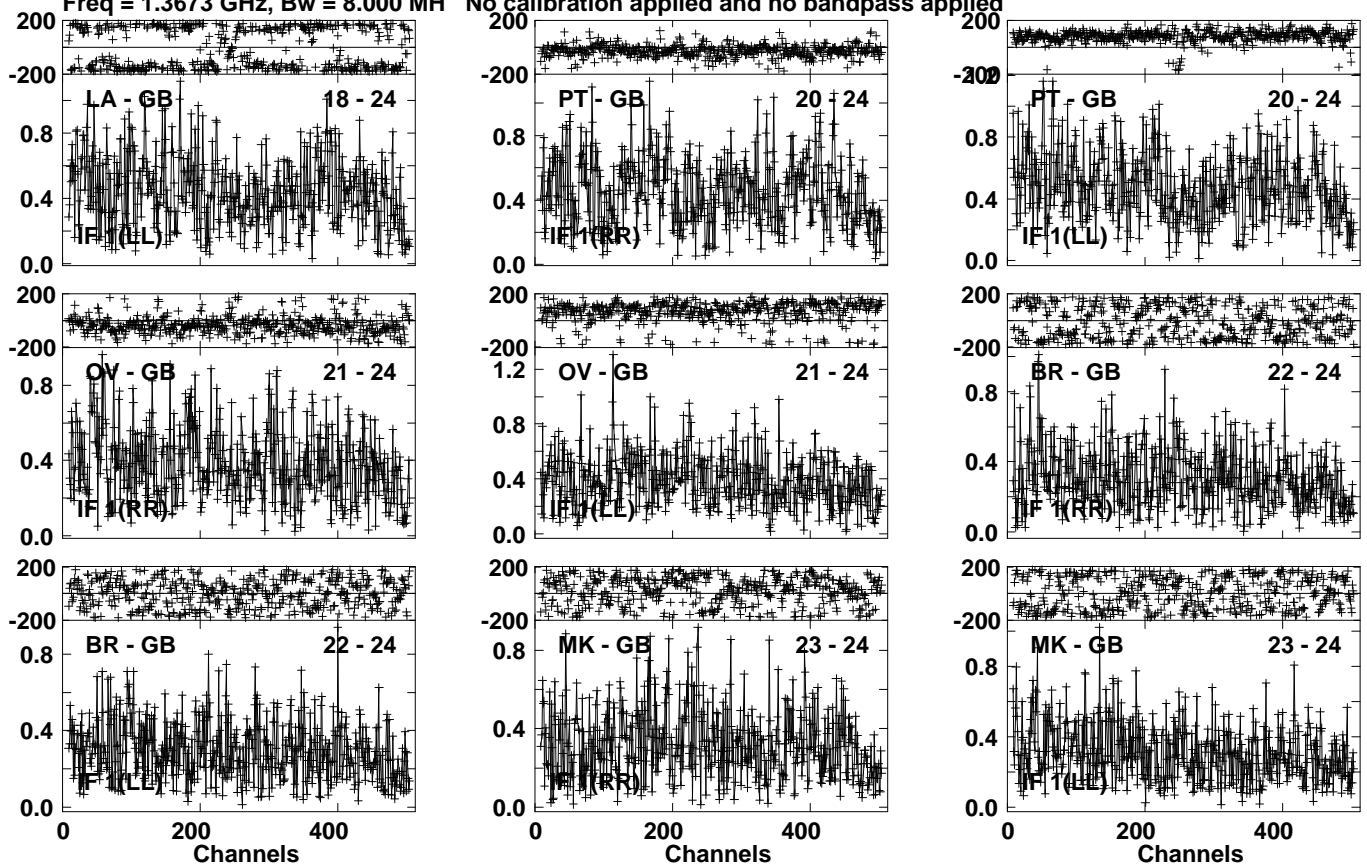 Freq = 1.3673 GHz, Bw = 8.000 MH No calibration applied and no bandpass applied
200 200 200
-200 -200 -200 1.2
LA - GB 18 - 24 PT - GB 20 - 24 PT - GB 20 - 24
0.8 0.8 0.8
0.4 0.4 0.4
IF 1(LL) IF 1(RR) IF 1(LL)
0.0 0.0 0.0
200 200 200
-200 -200 -200
OV - GB 21 - 24 OV - GB 21 - 24 BR - GB 22 - 24
1.2
0.8 0.8 0.8
0.4 0.4 0.4
IF 1(RR) IF 1(LL) IF 1(RR)
0.0 0.0 0.0
200 200 200
-200 -200 -200
BR - GB 22 - 24 MK - GB 23 - 24 MK - GB 23 - 24
0.8 0.8 0.8
0.4 0.4 0.4
IF 1(LL) IF 1(RR) IF 1(LL)
0.0 0.0 0.0
0 200 400 0 200 400 0 200 400
Channels Channels Channels